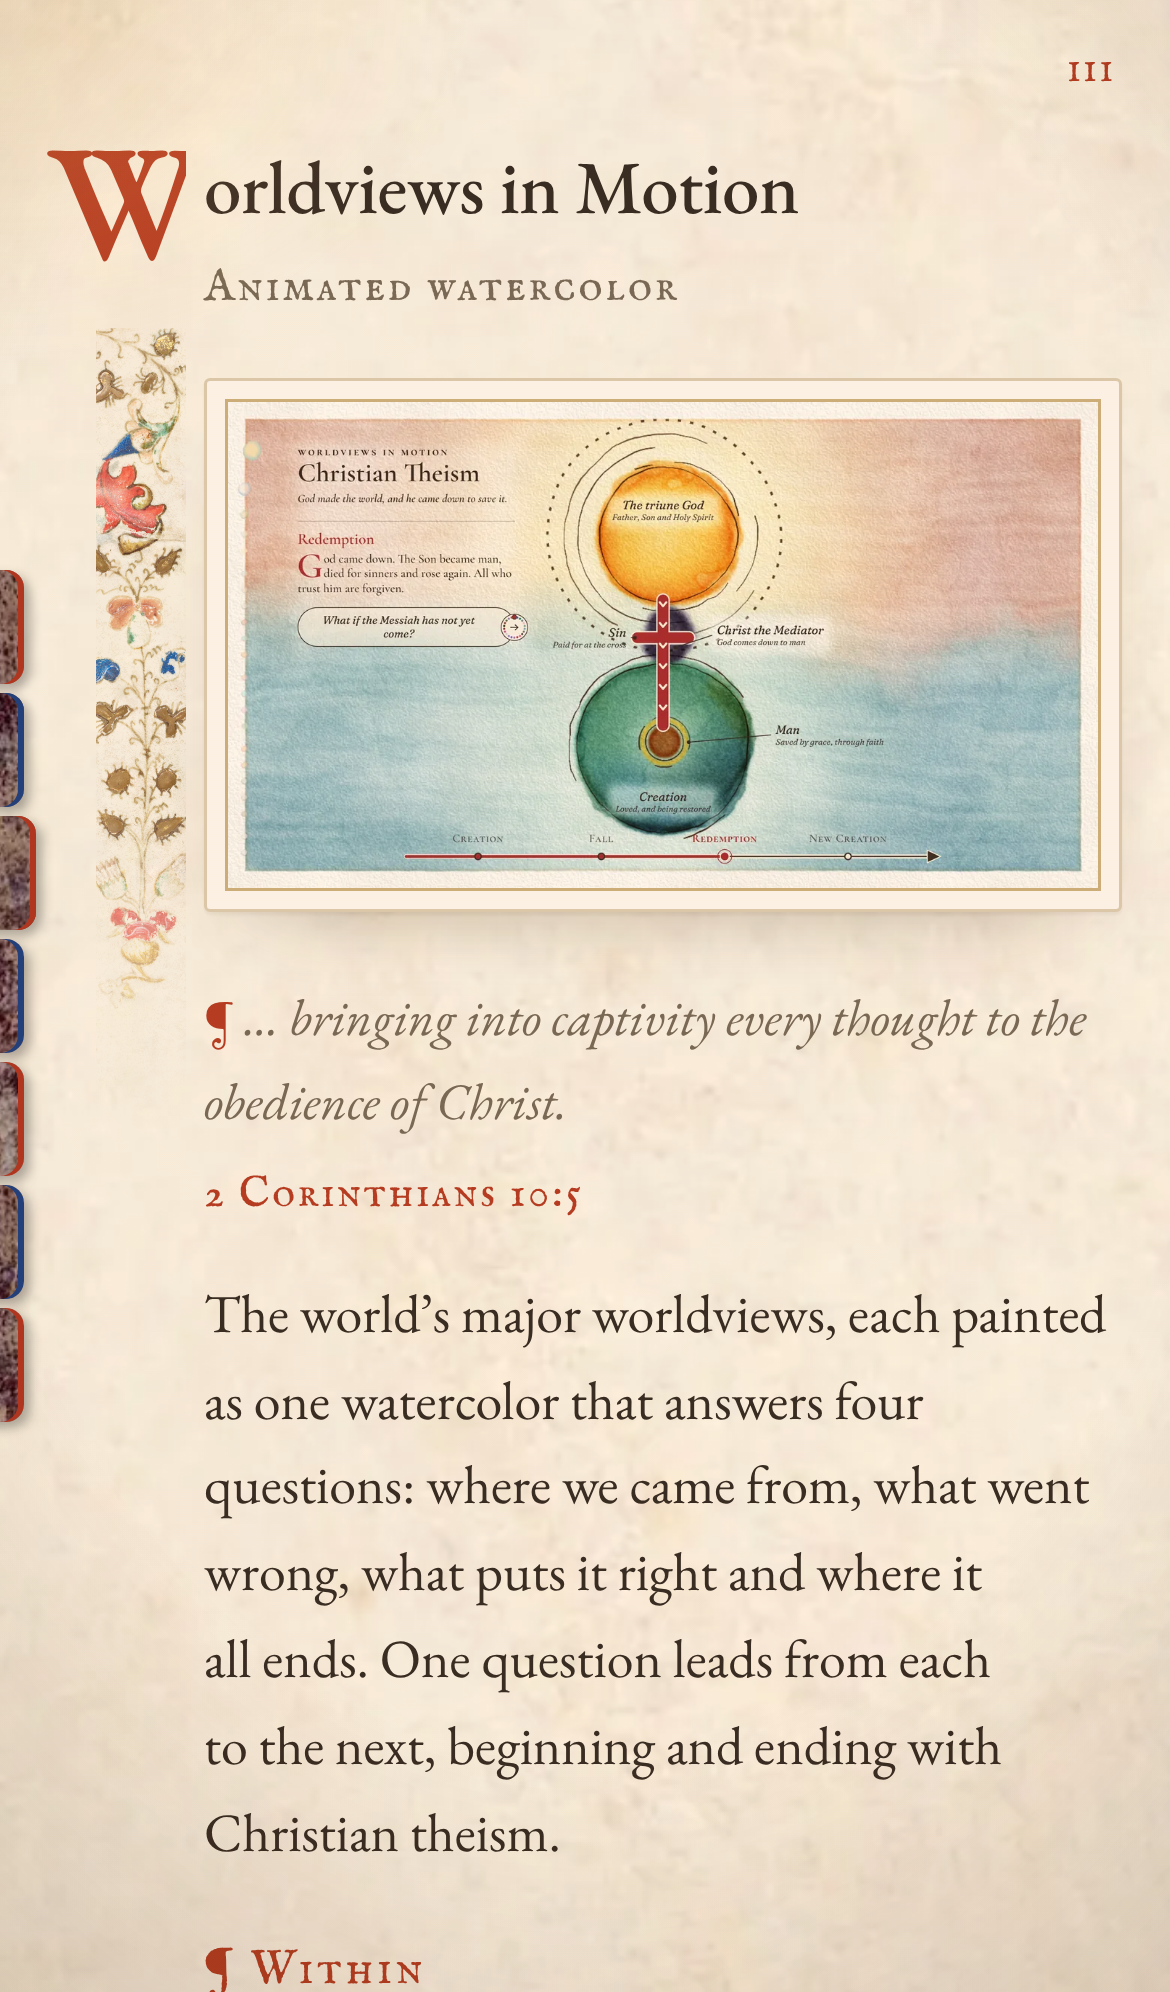 III
Worldviews in Motion
Animated watercolor
WORLDVIEWS IN MOTION
Christian Theism
God made the world, and he came down to save it.
Redemption
God came down. The Son became man,
died for sinners and rose again. All who
trust him are forgiven.
What if the Messiah has not yet
come?
→
The triune God
Father, Son and Holy Spirit
Sin
Paid for at the cross
Christ the Mediator
God comes down to man
Man
Saved by grace, through faith
Creation
Loved, and being restored
Creation Fall Redemption New Creation
¶ ... bringing into captivity every thought to the
obedience of Christ.
2 Corinthians 10:5
The world’s major worldviews, each painted
as one watercolor that answers four
questions: where we came from, what went
wrong, what puts it right and where it
all ends. One question leads from each
to the next, beginning and ending with
Christian theism.
¶ Within